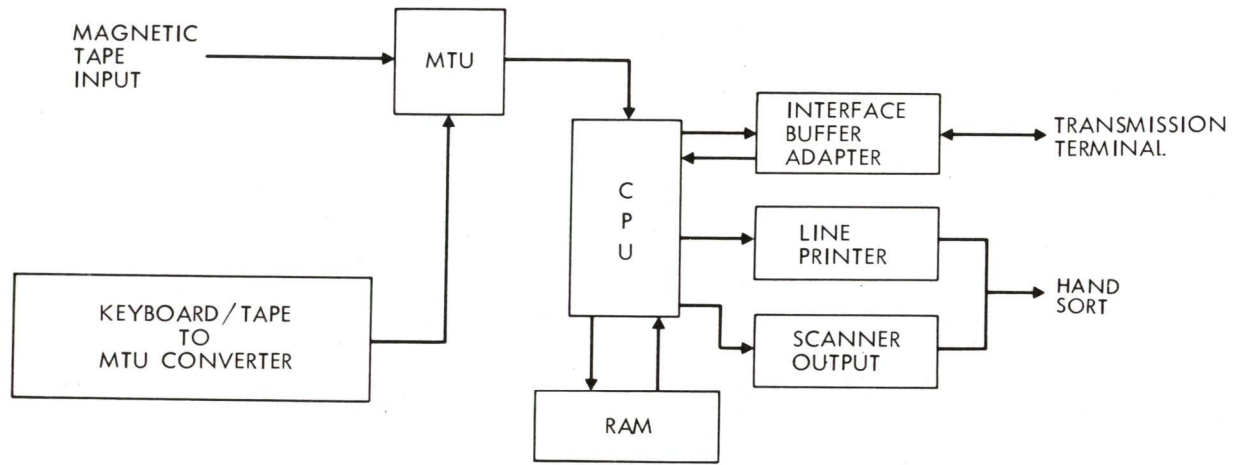 MAGNETIC
TAPE
INPUT
MTU
INTERFACE
BUFFER
ADAPTER
TRANSMISSION
TERMINAL
C
P
U
LINE
PRINTER
HAND
SORT
KEYBOARD/TAPE
TO
MTU CONVERTER
SCANNER
OUTPUT
RAM